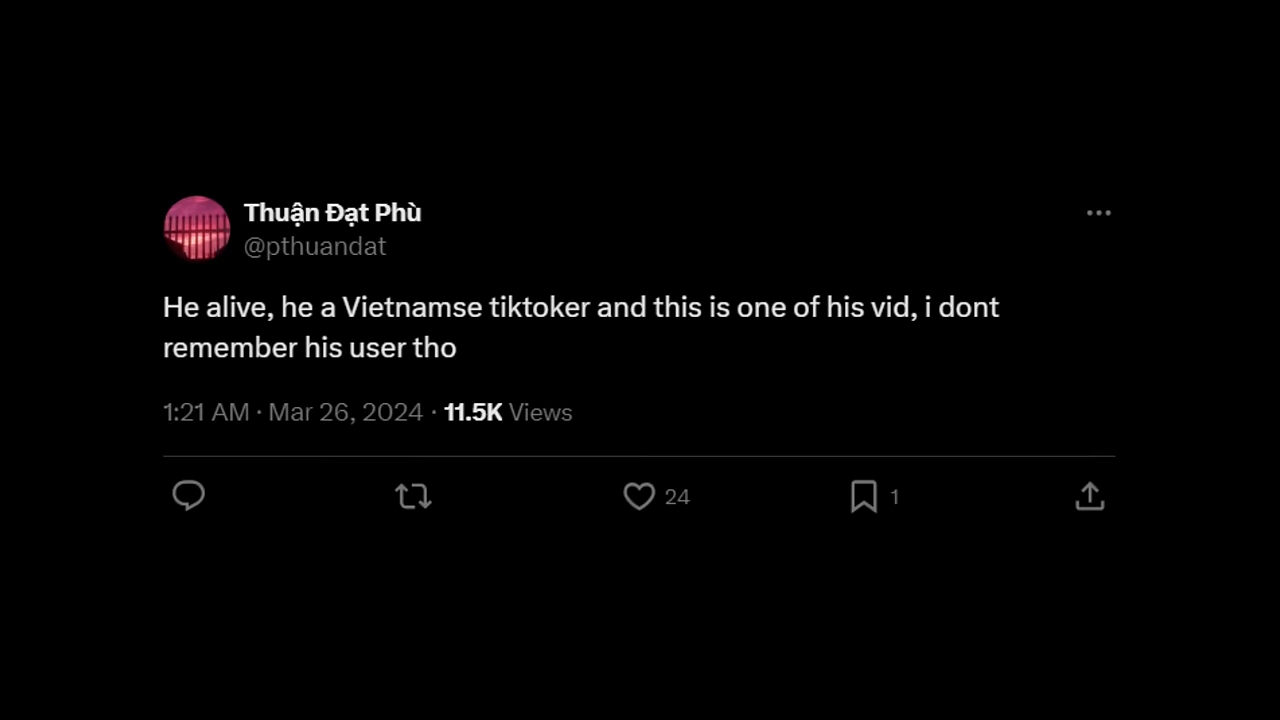 Thuận Đạt Phù
@pthuandat
He alive, he a Vietnamse tiktoker and this is one of his vid, i dont
remember his user tho
1:21 AM · Mar 26, 2024 · 11.5K Views
24
1